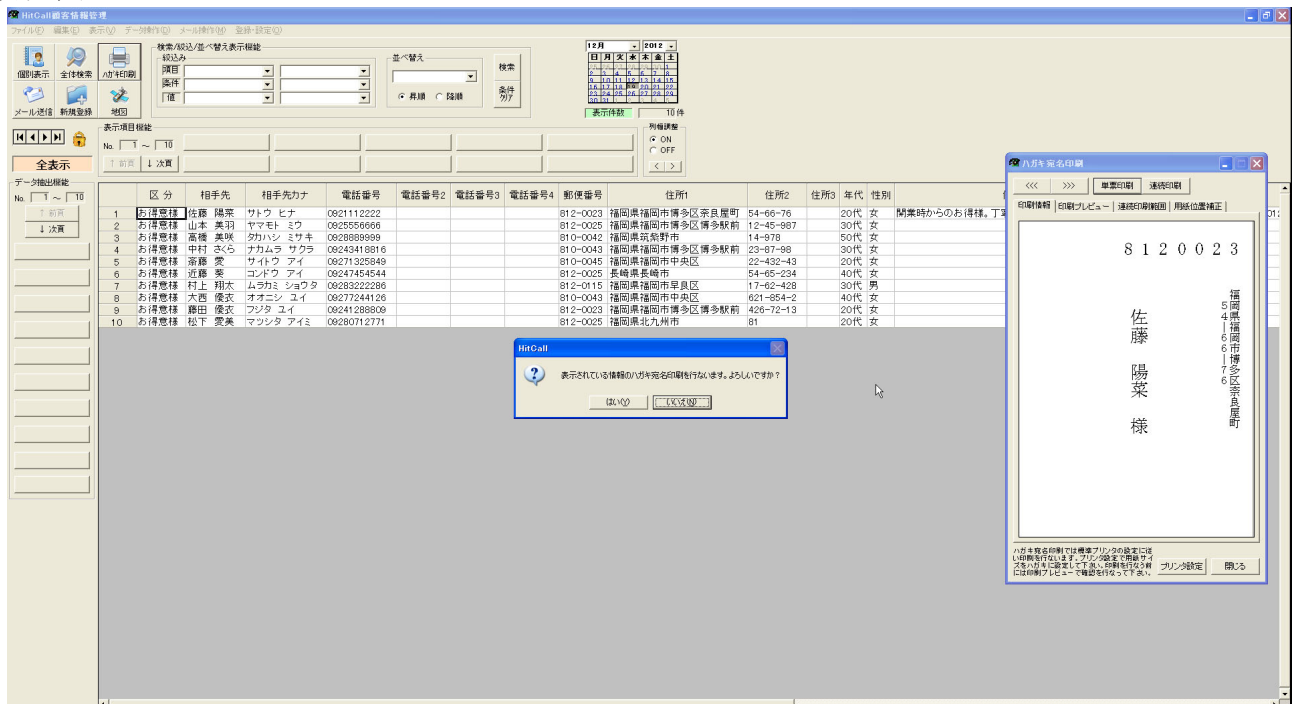 HitCall顧客情報管理
ファイル(F) 編集(E) 表示(V) データ操作(D) メール操作(M) 登録・設定(O)
個別表示 全体検索 ハガキ印刷
メール送信 新規登録 地図
検索/絞込/並べ替え表示機能
絞込み
項目
条件
値
並べ替え
昇順 降順
検索
条件クリア
12月 2012
日 月 火 水 木 金 土
2 3 4 5 6 7 8
9 10 11 12 13 14 15
16 17 18 19 20 21 22
23 24 25 26 27 28 29
30 31
表示件数 10件
表示項目機能
No. 1 ～ 10
↑ 前頁 ↓ 次頁
列幅調整
ON
OFF
< >
全表示
データ抽出機能
No. 1 ～ 10
↑ 前頁
↓ 次頁
区分 相手先 相手先カナ 電話番号 電話番号2 電話番号3 電話番号4 郵便番号 住所1 住所2 住所3 年代 性別
1 お得意様 佐藤 陽菜 サトウ ヒナ 0921112222 812-0023 福岡県福岡市博多区奈良屋町 54-66-76 20代 女 開業時からのお得様。
2 お得意様 山本 美羽 ヤマモト ミウ 0925556666 812-0025 福岡県福岡市博多区博多駅前 12-45-987 30代 女
3 お得意様 高橋 美咲 タカハシ ミサキ 0928889999 810-0042 福岡県筑紫野市 14-978 50代 女
4 お得意様 中村 さくら ナカムラ サクラ 09243418816 810-0043 福岡県福岡市博多区博多駅前 23-87-98 30代 女
5 お得意様 斎藤 愛 サイトウ アイ 09271325849 810-0045 福岡県福岡市中央区 22-432-43 20代 女
6 お得意様 近藤 葵 コンドウ アイ 09247454544 812-0025 長崎県長崎市 54-65-234 40代 女
7 お得意様 村上 翔太 ムラカミ ショウタ 09283222286 812-0115 福岡県福岡市早良区 17-62-428 30代 男
8 お得意様 大西 優衣 オオニシ ユイ 09277244126 810-0043 福岡県福岡市中央区 621-854-2 40代 女
9 お得意様 藤田 優衣 フジタ ユイ 09241288809 812-0023 福岡県福岡市博多区博多駅前 426-72-13 20代 女
10 お得意様 松下 愛美 マツシタ アイミ 09280712771 812-0025 福岡県北九州市 81 20代 女
HitCall
表示されている情報のハガキ宛名印刷を行ないます。よろしいですか？
はい(Y) いいえ(N)
ハガキ宛名印刷
<<< >>> 単票印刷 連続印刷
印刷情報 印刷プレビュー 連続印刷範囲 用紙位置補正
8120023
福岡県福岡市博多区奈良屋町
54-66-76
佐藤 陽菜 様
ハガキ宛名印刷では標準プリンタの設定に従
い印刷を行ないます。プリンタ設定で用紙サイ
ズをハガキに設定して下さい。印刷を行なう前
には印刷プレビューで確認を行なって下さい。
プリンタ設定 閉じる